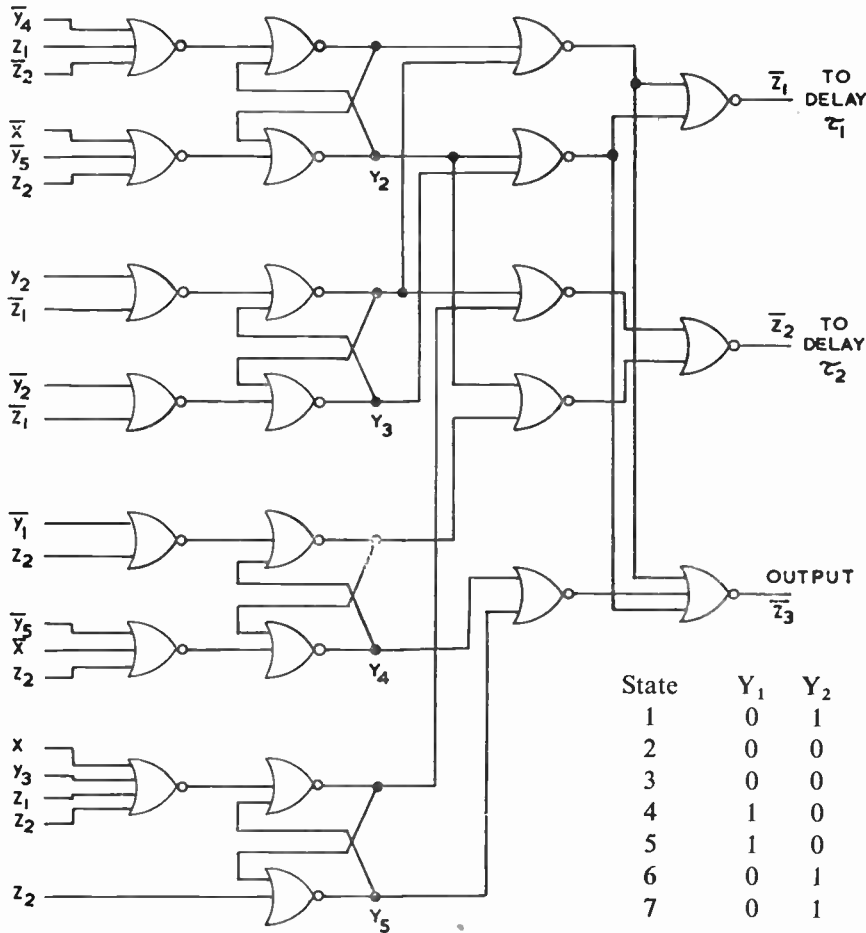 y̅4
Z1
Z̅2
x̅
y̅5
Z2
Y2
y2
Z̅1
y̅2
Z̅1
Y3
y̅1
Z2
y̅5
x̅
Z2
Y4
x
y3
Z1
Z2
Z2
Y5
Z̅1 TO DELAY τ1
Z̅2 TO DELAY τ2
OUTPUT
Z̅3
State Y1 Y2
1 0 1
2 0 0
3 0 0
4 1 0
5 1 0
6 0 1
7 0 1